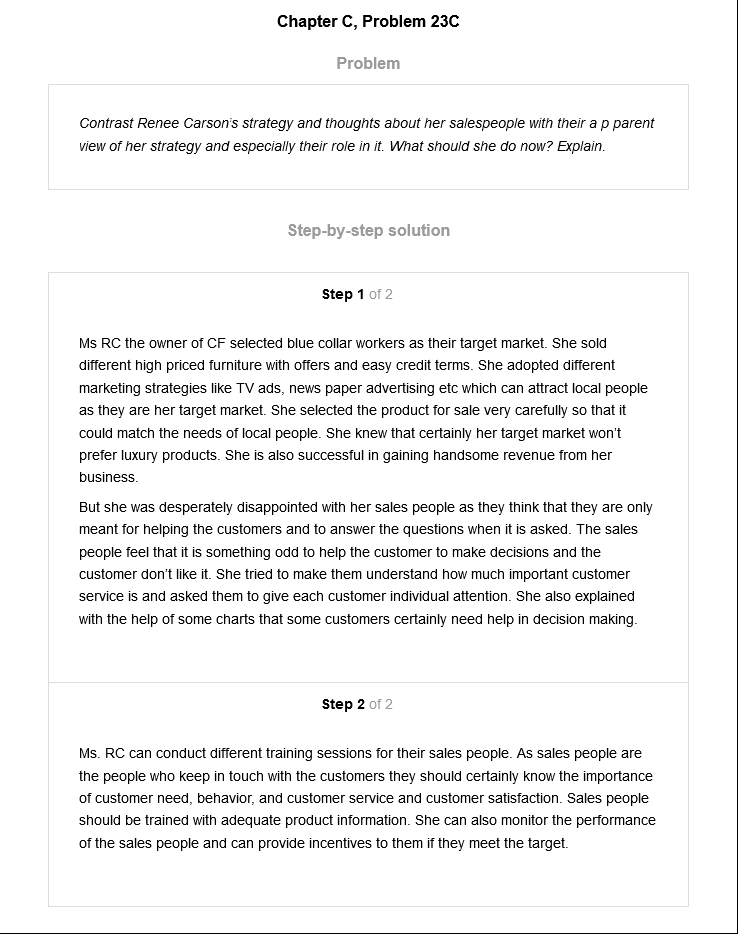 Chapter C, Problem 23C
Problem
Contrast Renee Carson's strategy and thoughts about her salespeople with their a p parent
view of her strategy and especially their role in it. What should she do now? Explain.
Step-by-step solution
Step 1 of 2
Ms RC the owner of CF selected blue collar workers as their target market. She sold
different high priced furniture with offers and easy credit terms. She adopted different
marketing strategies like TV ads, news paper advertising etc which can attract local people
as they are her target market. She selected the product for sale very carefully so that it
could match the needs of local people. She knew that certainly her target market won't
prefer luxury products. She is also successful in gaining handsome revenue from her
business.
But she was desperately disappointed with her sales people as they think that they are only
meant for helping the customers and to answer the questions when it is asked. The sales
people feel that it is something odd to help the customer to make decisions and the
customer don't like it. She tried to make them understand how much important customer
service is and asked them to give each customer individual attention. She also explained
with the help of some charts that some customers certainly need help in decision making.
Step 2 of 2
Ms. RC can conduct different training sessions for their sales people. As sales people are
the people who keep in touch with the customers they should certainly know the importance
of customer need, behavior, and customer service and customer satisfaction. Sales people
should be trained with adequate product information. She can also monitor the performance
of the sales people and can provide incentives to them if they meet the target.